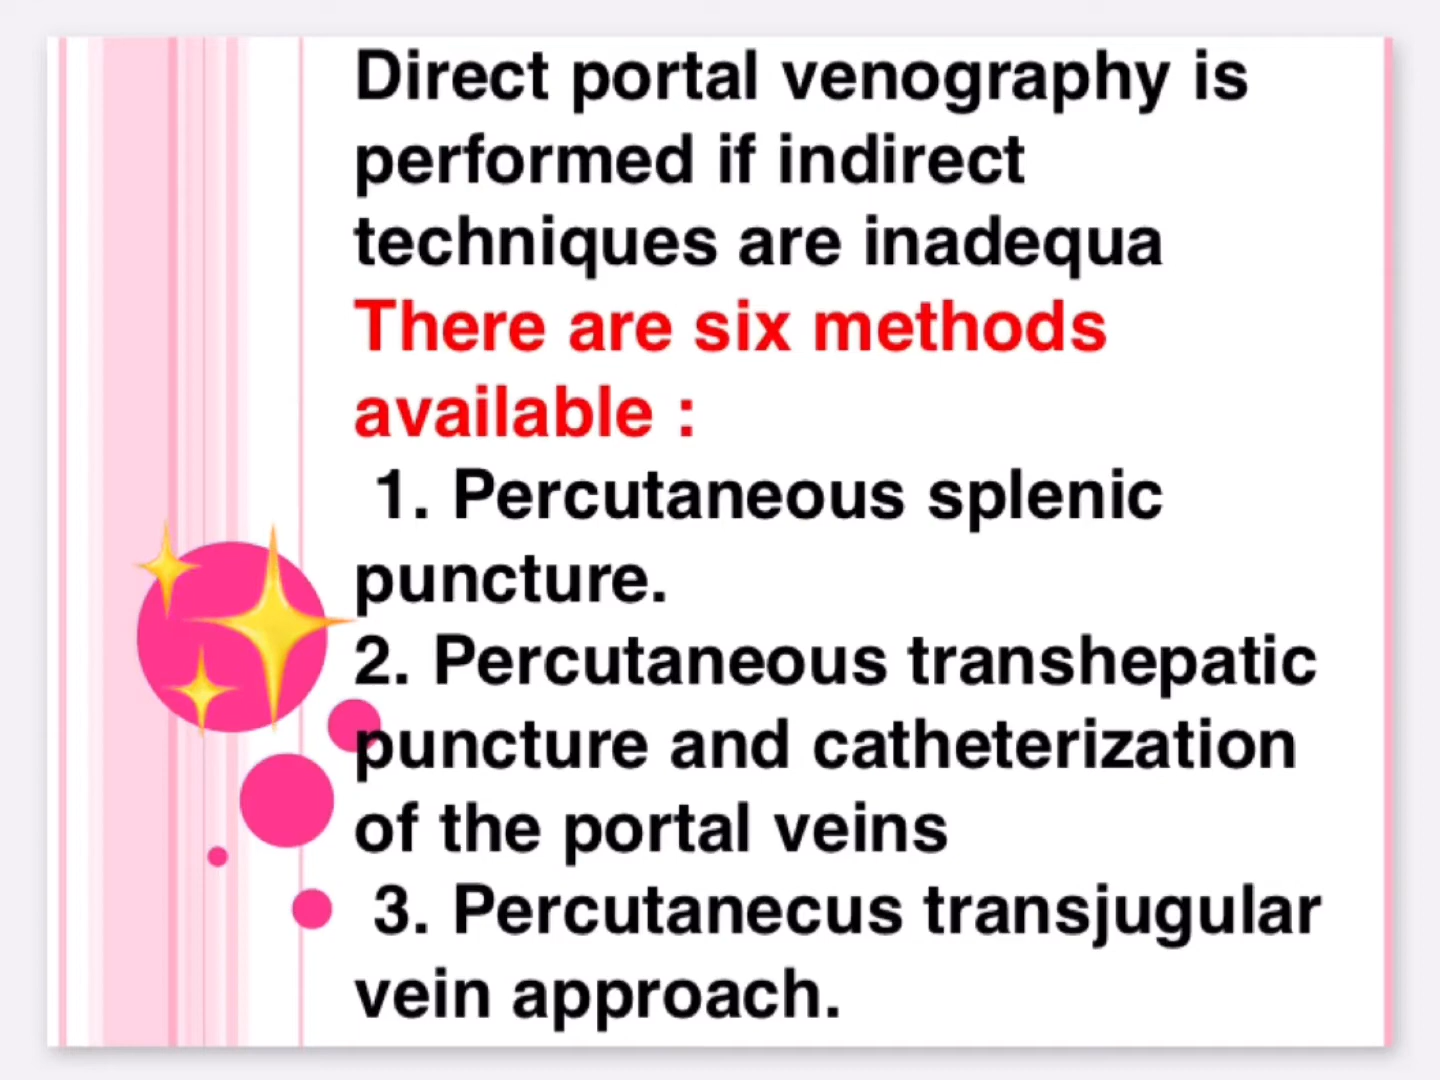 Direct portal venography is
performed if indirect
techniques are inadequa
There are six methods
available :
1. Percutaneous splenic
puncture.
2. Percutaneous transhepatic
puncture and catheterization
of the portal veins
3. Percutanecus transjugular
vein approach.